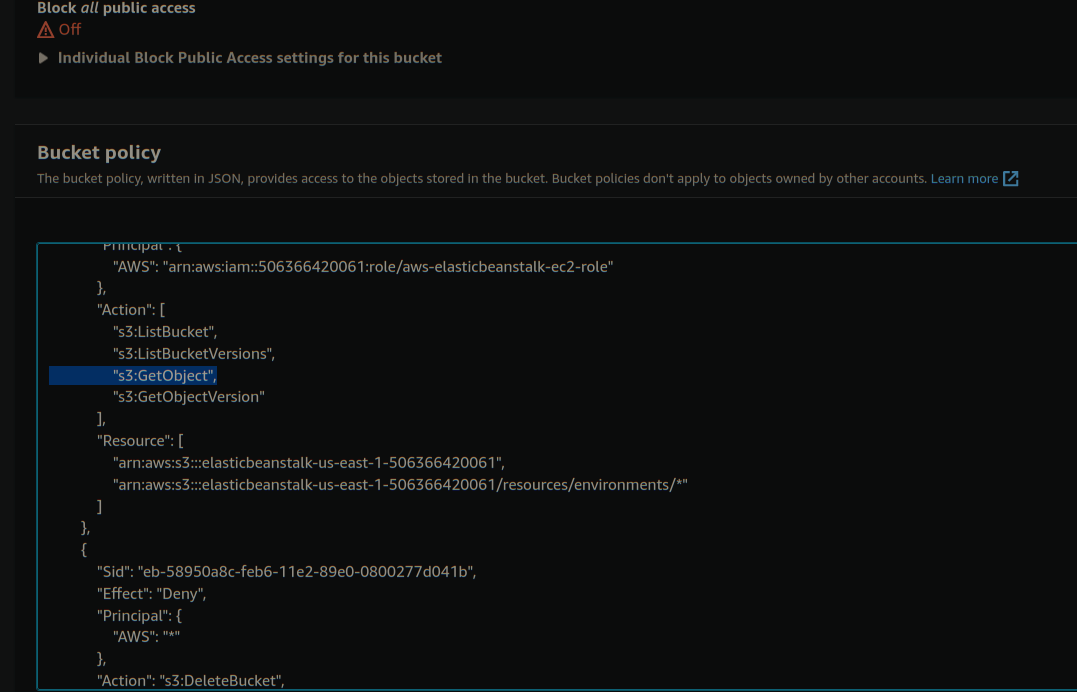 Block all public access
Off
Individual Block Public Access settings for this bucket
Bucket policy
The bucket policy, written in JSON, provides access to the objects stored in the bucket. Bucket policies don't apply to objects owned by other accounts. Learn more
"Principal": {
"AWS": "arn:aws:iam::506366420061:role/aws-elasticbeanstalk-ec2-role"
},
"Action": [
"s3:ListBucket",
"s3:ListBucketVersions",
"s3:GetObject",
"s3:GetObjectVersion"
],
"Resource": [
"arn:aws:s3:::elasticbeanstalk-us-east-1-506366420061",
"arn:aws:s3:::elasticbeanstalk-us-east-1-506366420061/resources/environments/*"
]
},
{
"Sid": "eb-58950a8c-feb6-11e2-89e0-0800277d041b",
"Effect": "Deny",
"Principal": {
"AWS": "*"
},
"Action": "s3:DeleteBucket",